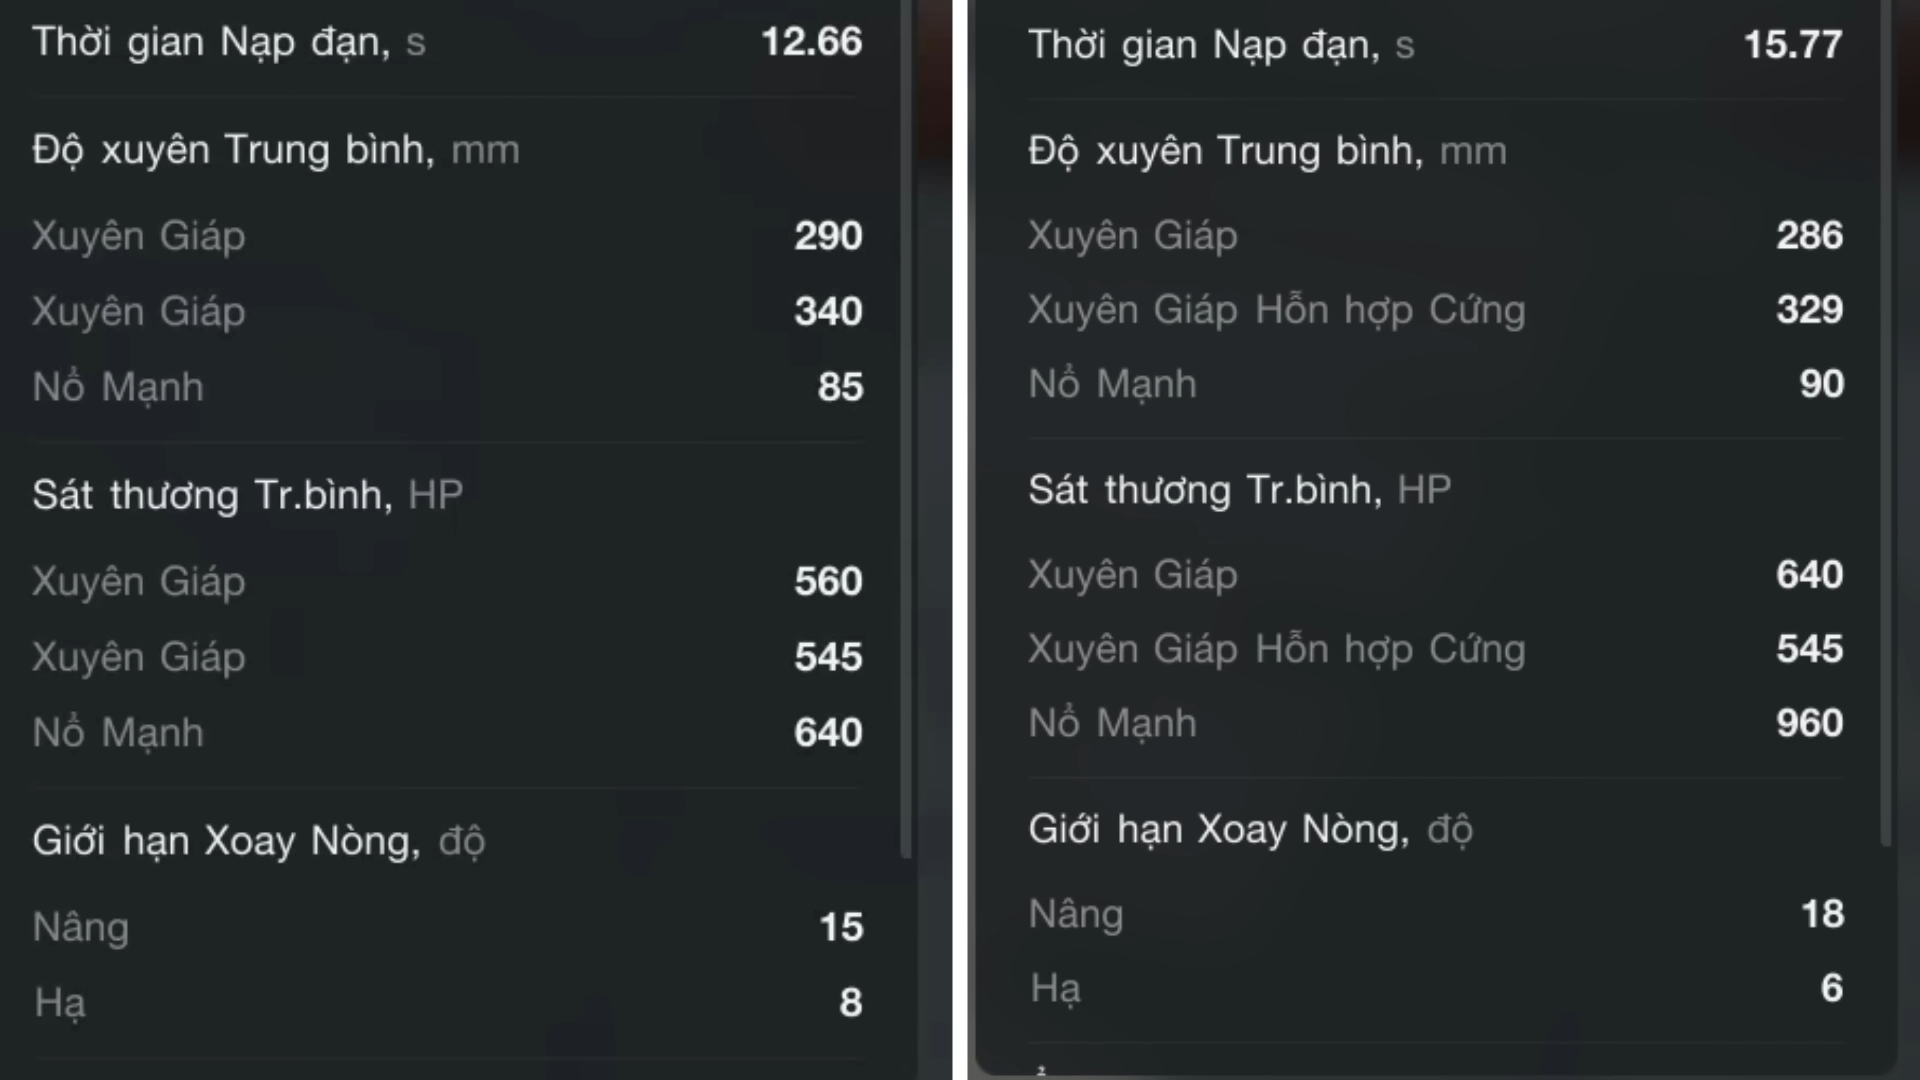 Thời gian Nạp đạn, s 12.66
Độ xuyên Trung bình, mm
Xuyên Giáp 290
Xuyên Giáp 340
Nổ Mạnh 85
Sát thương Tr.bình, HP
Xuyên Giáp 560
Xuyên Giáp 545
Nổ Mạnh 640
Giới hạn Xoay Nòng, độ
Nâng 15
Hạ 8
Thời gian Nạp đạn, s 15.77
Độ xuyên Trung bình, mm
Xuyên Giáp 286
Xuyên Giáp Hỗn hợp Cứng 329
Nổ Mạnh 90
Sát thương Tr.bình, HP
Xuyên Giáp 640
Xuyên Giáp Hỗn hợp Cứng 545
Nổ Mạnh 960
Giới hạn Xoay Nòng, độ
Nâng 18
Hạ 6